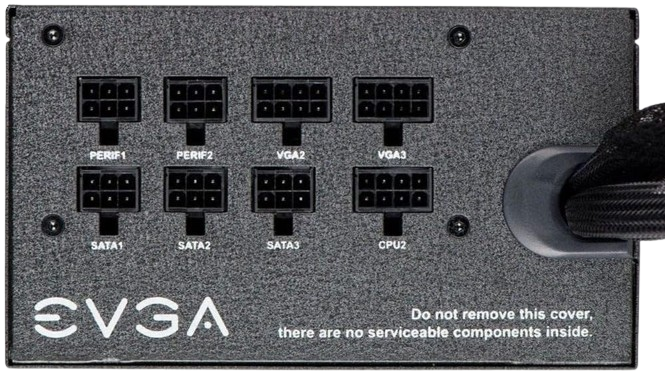 PERIF1 PERIF2 VGA2 VGA3
SATA1 SATA2 SATA3 CPU2
EVGA
Do not remove this cover,
there are no serviceable components inside.